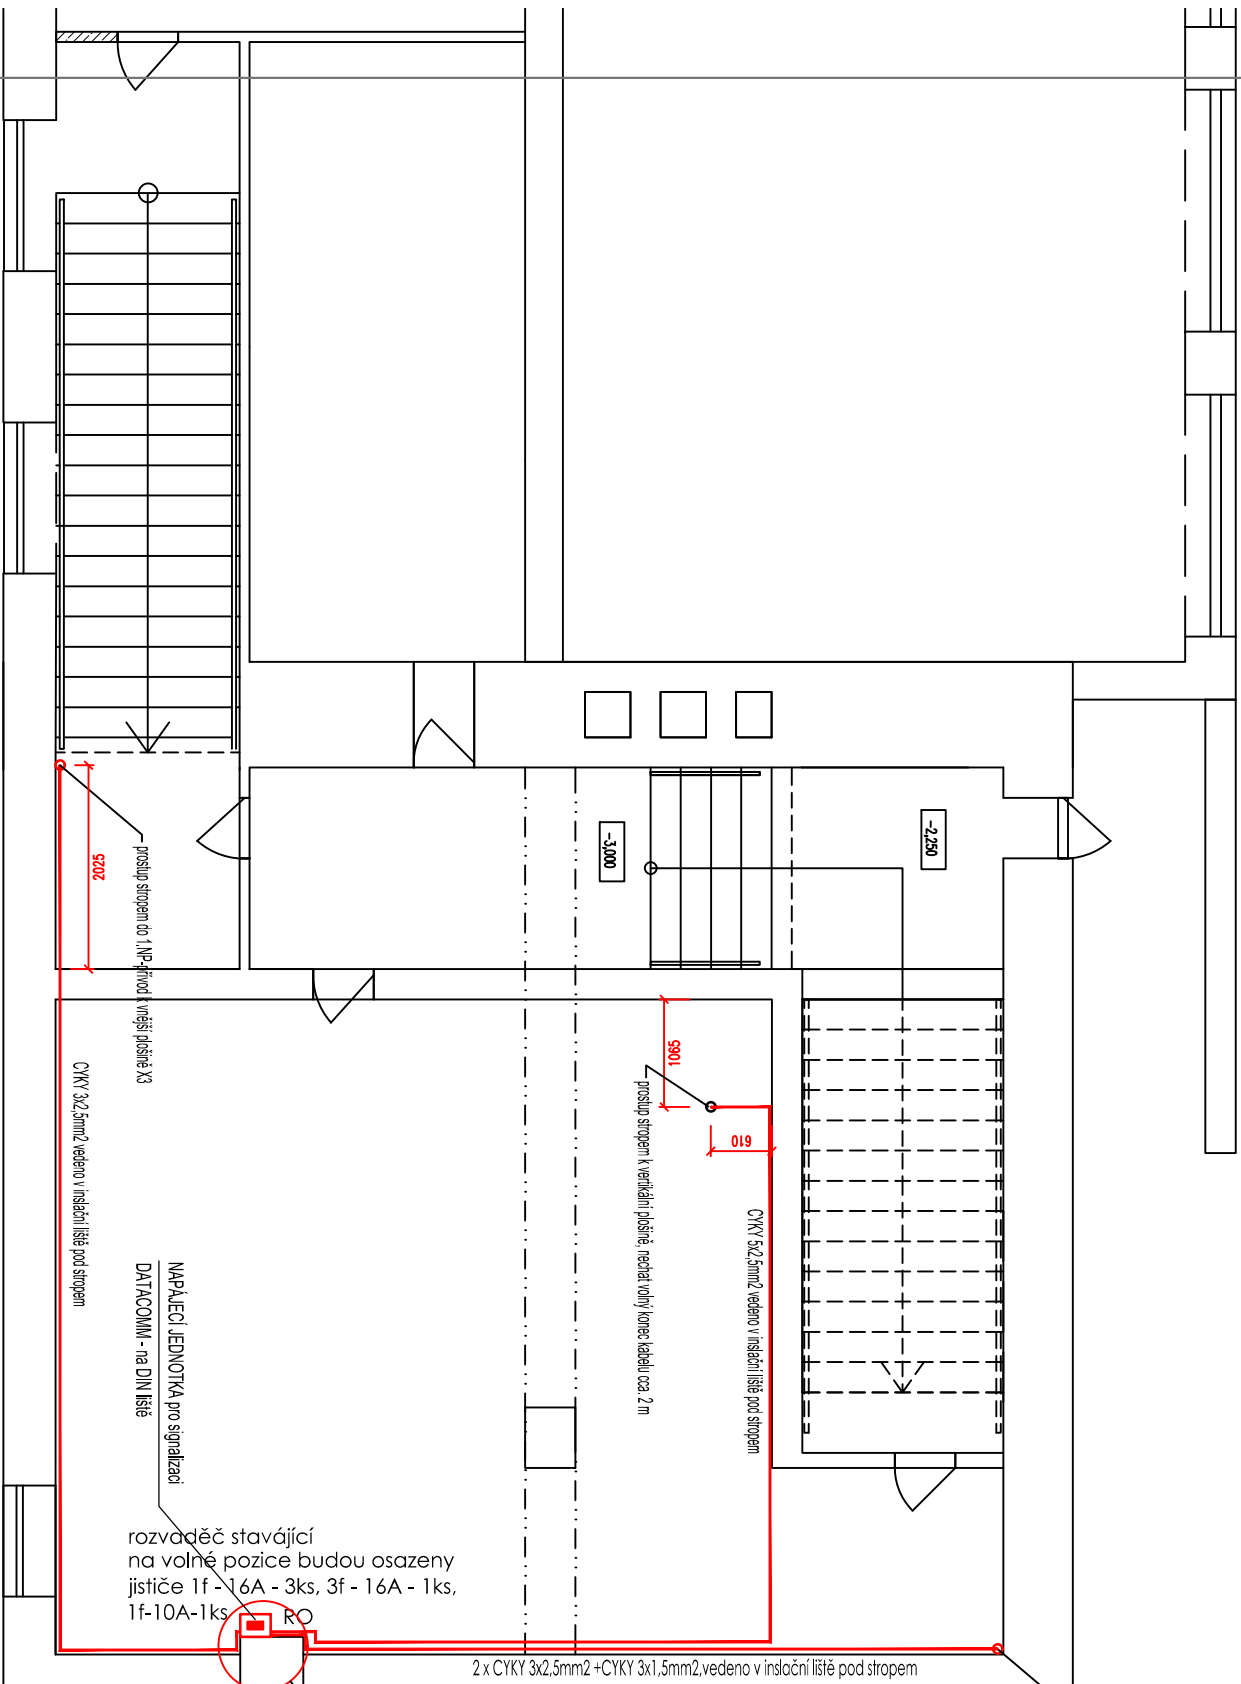 -3,000
-2,250
2025
prostup stropem do 1.NP-přívod k vnější plošině X3
1065
610
prostup stropem k vertikální plošině, nechat volný konec kabelu cca. 2 m
CYKY 3x2,5mm2 vedeno v inslační liště pod stropem
CYKY 5x2,5mm2 vedeno v inslační liště pod stropem
NAPÁJECÍ JEDNOTKA pro signalizaci
DATACOMM - na DIN liště
rozvaděč stavájící
na volné pozice budou osazeny
jističe 1f - 16A - 3ks, 3f - 16A - 1ks,
1f-10A-1ks
RO
2 x CYKY 3x2,5mm2 +CYKY 3x1,5mm2,vedeno v inslační liště pod stropem